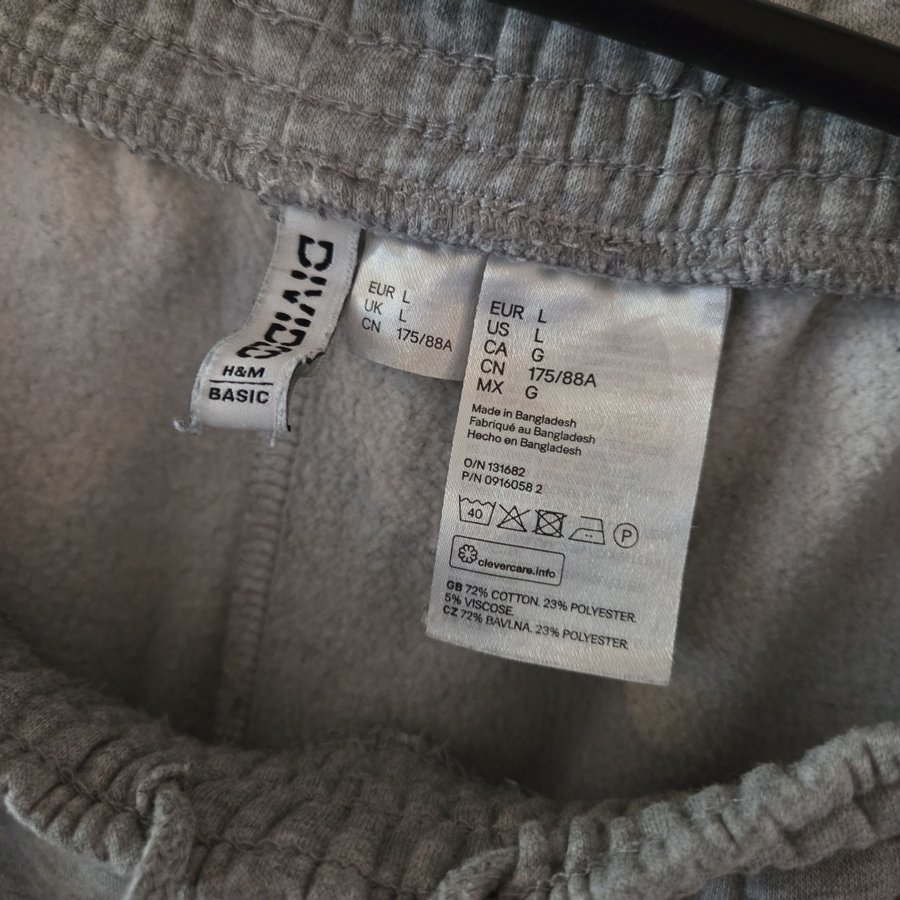 DIVIDED
H&M
BASIC
EUR L
UK L
CN 175/88A
EUR L
US L
CA G
CN 175/88A
MX G
Made in Bangladesh
Fabriqué au Bangladesh
Hecho en Bangladesh
O/N 131682
P/N 0916058 2
40
P
clevercare.info
GB 72% COTTON. 23% POLYESTER.
5% VISCOSE.
CZ 72% BAVLNA. 23% POLYESTER.